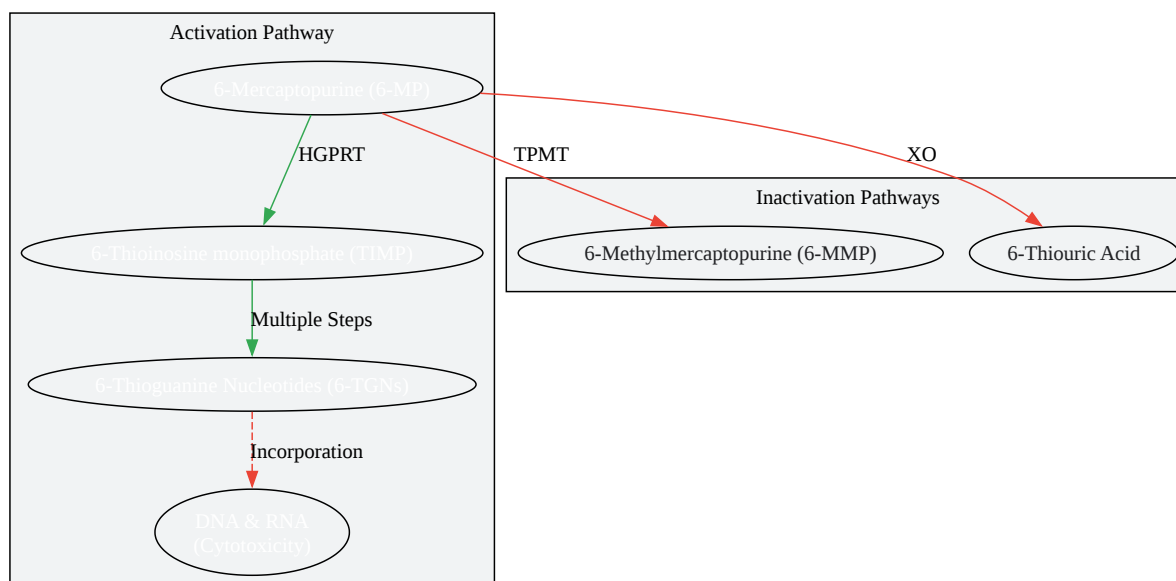 Activation Pathway
6-Mercaptopurine (6-MP)
HGPRT
TPMT
XO
Inactivation Pathways
6-Thioinosine monophosphate (TIMP)
6-Methylmercaptopurine (6-MMP)
6-Thiouric Acid
Multiple Steps
6-Thioguanine Nucleotides (6-TGNs)
Incorporation
DNA & RNA
(Cytotoxicity)